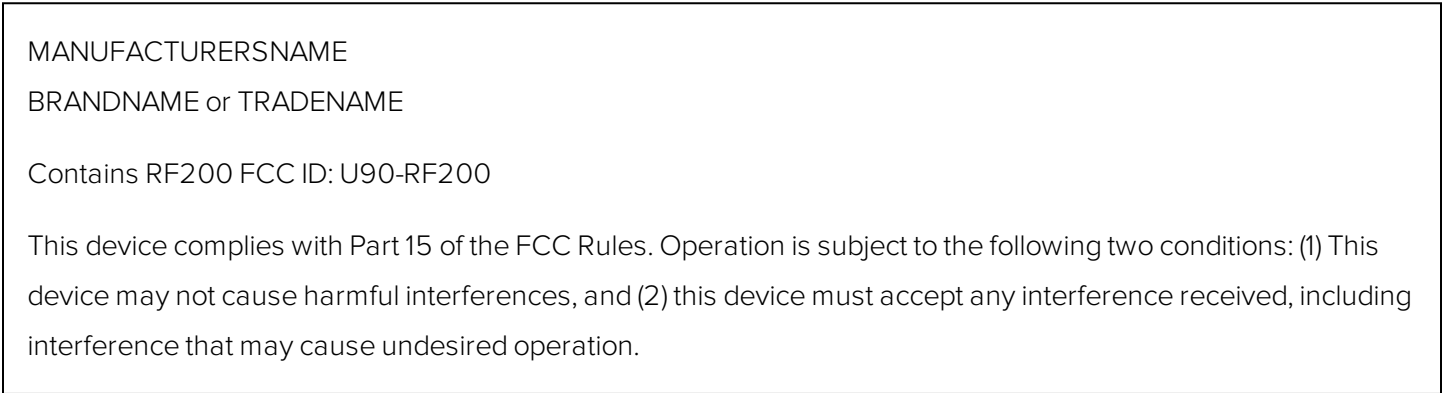 MANUFACTURERSNAME
BRANDNAME or TRADENAME
Contains RF200 FCC ID: U90-RF200
This device complies with Part 15 of the FCC Rules. Operation is subject to the following two conditions: (1) This
device may not cause harmful interferences, and (2) this device must accept any interference received, including
interference that may cause undesired operation.